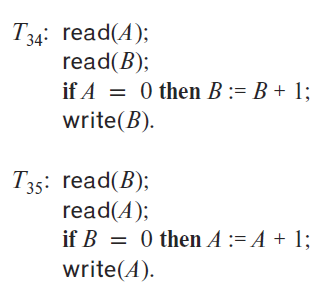 T34: read(A);
read(B);
if A = 0 then B := B + 1;
write(B).
T35: read(B);
read(A);
if B = 0 then A := A + 1;
write(A).